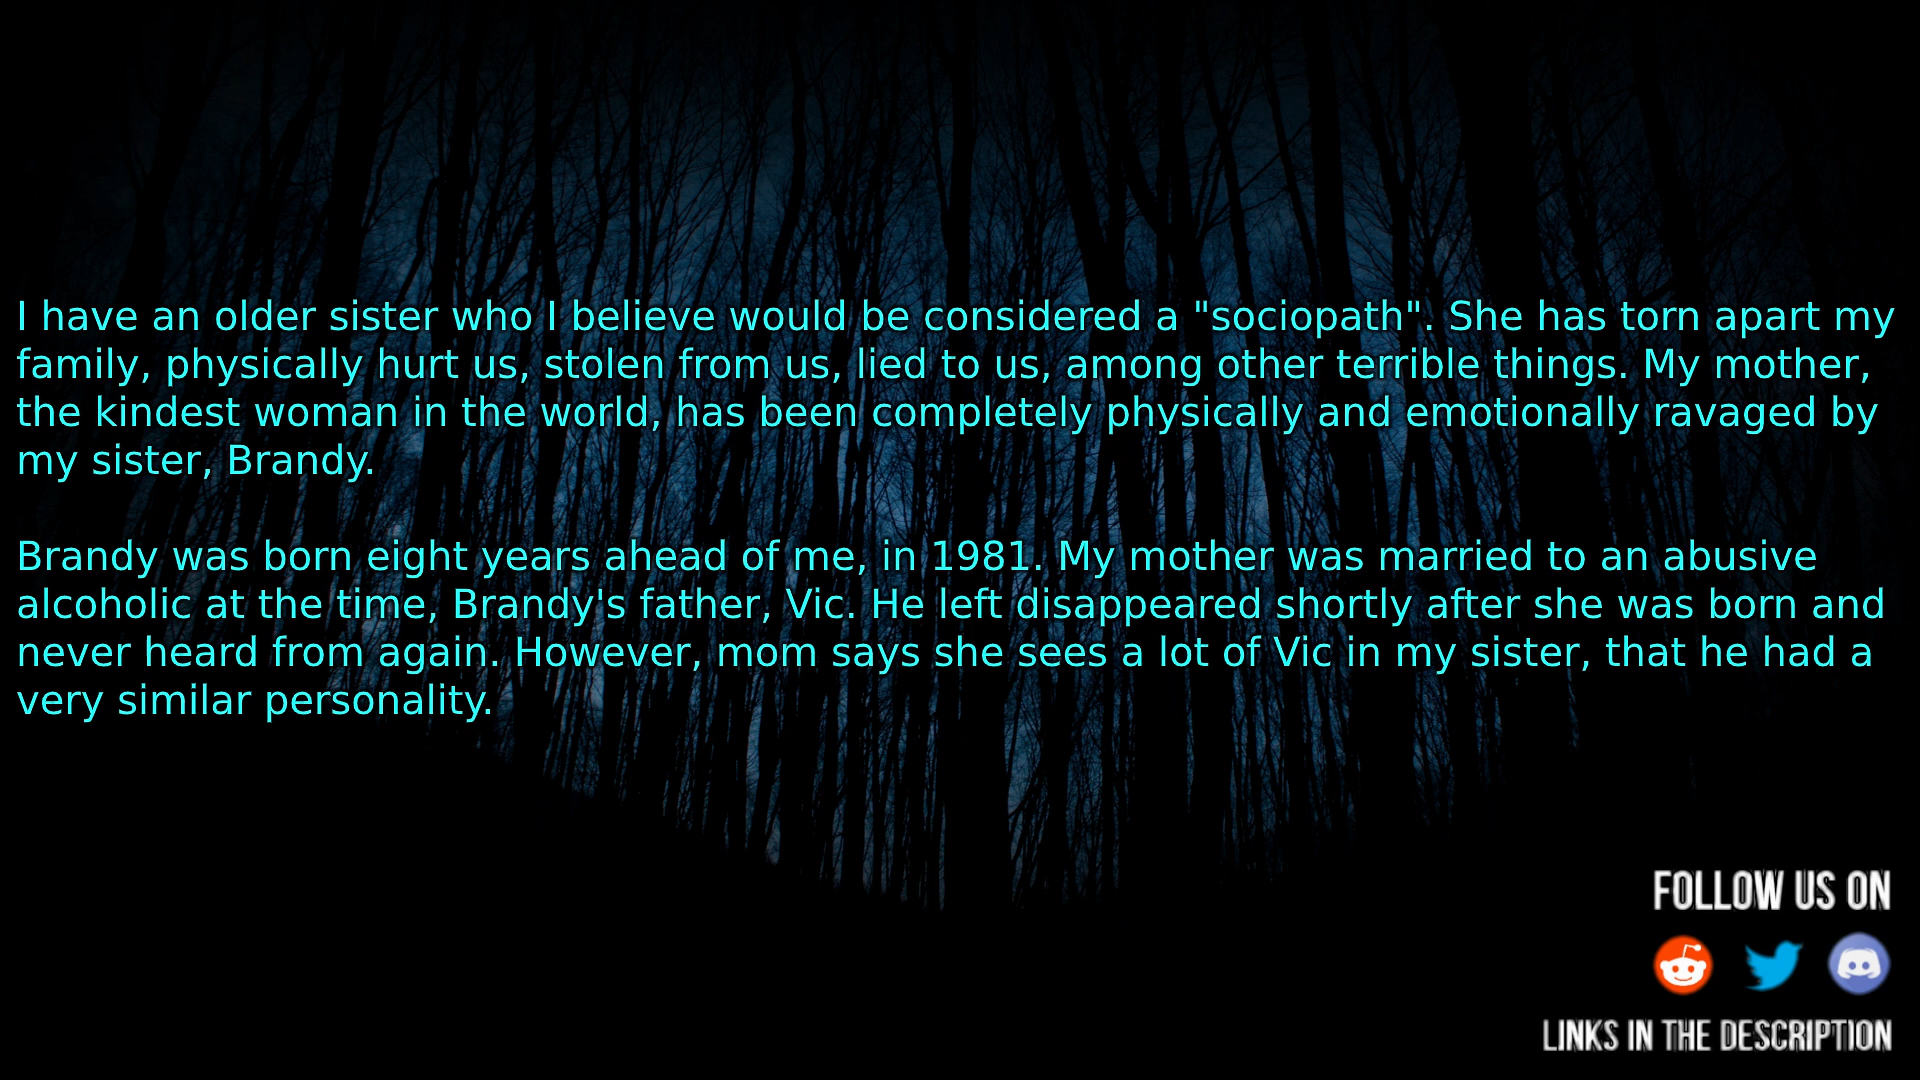 I have an older sister who I believe would be considered a "sociopath". She has torn apart my
family, physically hurt us, stolen from us, lied to us, among other terrible things. My mother,
the kindest woman in the world, has been completely physically and emotionally ravaged by
my sister, Brandy.
Brandy was born eight years ahead of me, in 1981. My mother was married to an abusive
alcoholic at the time, Brandy's father, Vic. He left disappeared shortly after she was born and
never heard from again. However, mom says she sees a lot of Vic in my sister, that he had a
very similar personality.
FOLLOW US ON
LINKS IN THE DESCRIPTION